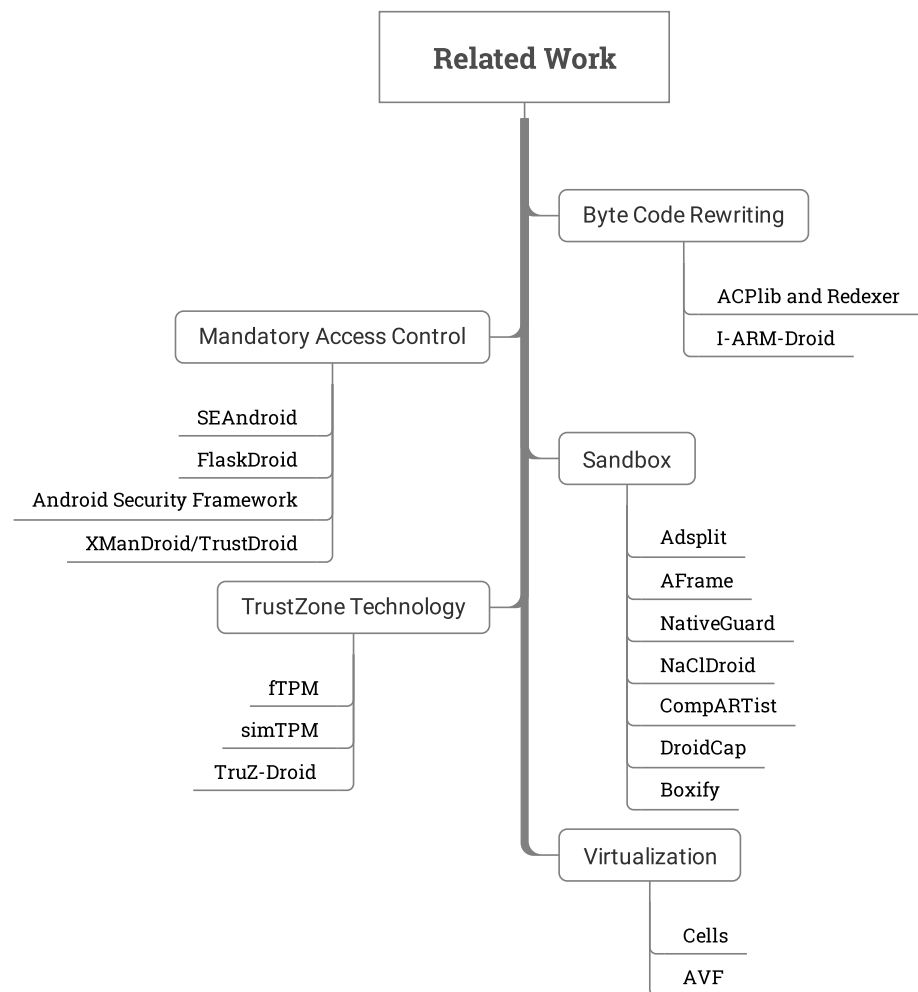 Related Work
Byte Code Rewriting
ACPlib and Redexer
I-ARM-Droid
Mandatory Access Control
SEAndroid
FlaskDroid
Android Security Framework
XManDroid/TrustDroid
Sandbox
Adsplit
AFrame
NativeGuard
NaClDroid
CompARTist
DroidCap
Boxify
TrustZone Technology
fTPM
simTPM
TruZ-Droid
Virtualization
Cells
AVF